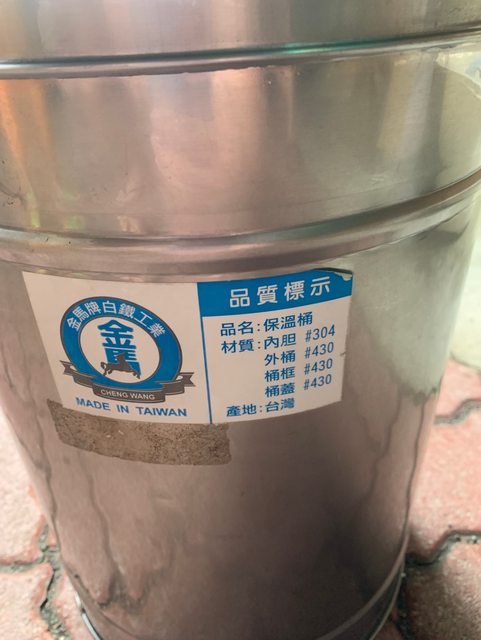 金馬牌白鐵工業
金馬
CHENG WANG
MADE IN TAIWAN
品質標示
品名:保溫桶
材質:內胆 #304
外桶 #430
桶框 #430
桶蓋 #430
產地:台灣